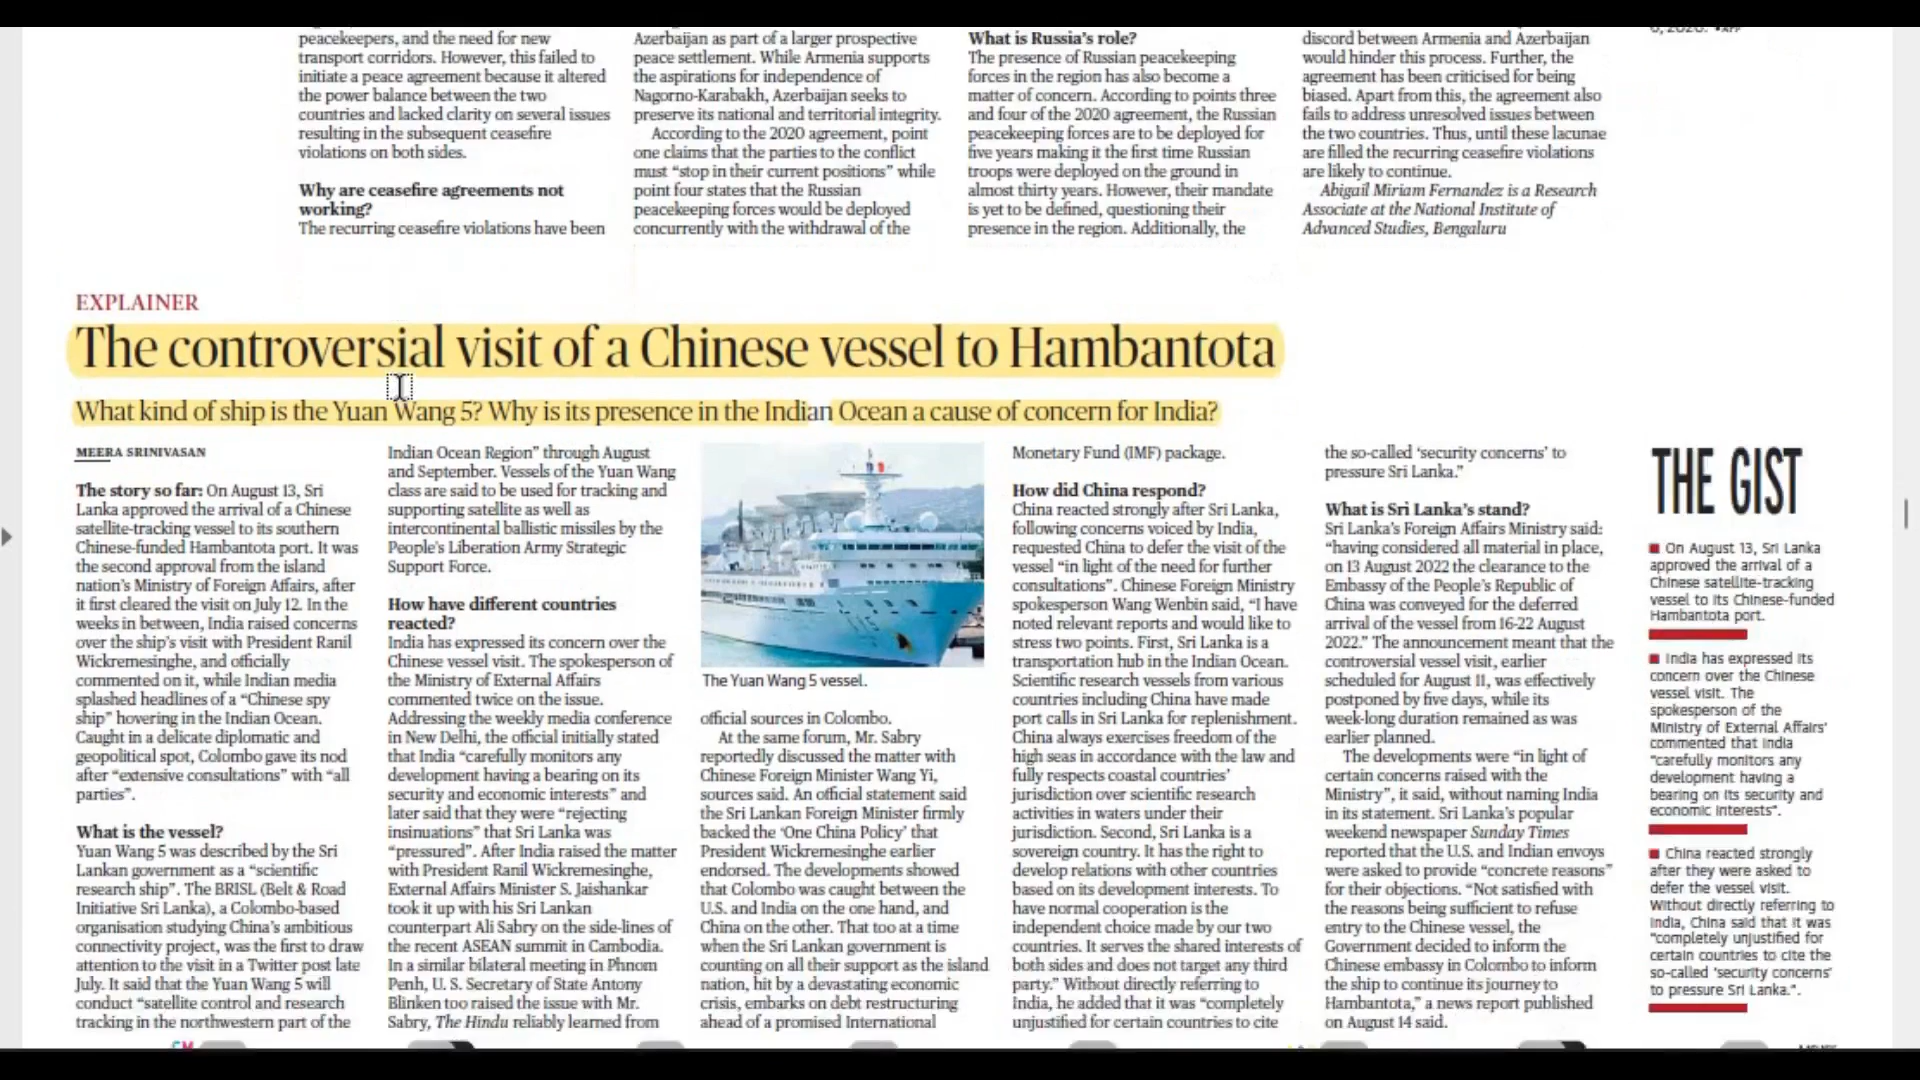 peacekeepers, and the need for new
transport corridors. However, this failed to
initiate a peace agreement because it altered
the power balance between the two
countries and lacked clarity on several issues
resulting in the subsequent ceasefire
violations on both sides.
Why are ceasefire agreements not
working?
The recurring ceasefire violations have been
Azerbaijan as part of a larger prospective
peace settlement. While Armenia supports
the aspirations for independence of
Nagorno-Karabakh, Azerbaijan seeks to
preserve its national and territorial integrity.
According to the 2020 agreement, point
one claims that the parties to the conflict
must “stop in their current positions” while
point four states that the Russian
peacekeeping forces would be deployed
concurrently with the withdrawal of the
What is Russia’s role?
The presence of Russian peacekeeping
forces in the region has also become a
matter of concern. According to points three
and four of the 2020 agreement, the Russian
peacekeeping forces are to be deployed for
five years making it the first time Russian
troops were deployed on the ground in
almost thirty years. However, their mandate
is yet to be defined, questioning their
presence in the region. Additionally, the
discord between Armenia and Azerbaijan
would hinder this process. Further, the
agreement has been criticised for being
biased. Apart from this, the agreement also
fails to address unresolved issues between
the two countries. Thus, until these lacunae
are filled the recurring ceasefire violations
are likely to continue.
Abigail Miriam Fernandez is a Research
Associate at the National Institute of
Advanced Studies, Bengaluru
EXPLAINER
The controversial visit of a Chinese vessel to Hambantota
What kind of ship is the Yuan Wang 5? Why is its presence in the Indian Ocean a cause of concern for India?
MEERA SRINIVASAN
The story so far: On August 13, Sri
Lanka approved the arrival of a Chinese
satellite-tracking vessel to its southern
Chinese-funded Hambantota port. It was
the second approval from the island
nation’s Ministry of Foreign Affairs, after
it first cleared the visit on July 12. In the
weeks in between, India raised concerns
over the ship’s visit with President Ranil
Wickremesinghe, and officially
commented on it, while Indian media
splashed headlines of a “Chinese spy
ship” hovering in the Indian Ocean.
Caught in a delicate diplomatic and
geopolitical spot, Colombo gave its nod
after “extensive consultations” with “all
parties”.
What is the vessel?
Yuan Wang 5 was described by the Sri
Lankan government as a “scientific
research ship”. The BRISL (Belt & Road
Initiative Sri Lanka), a Colombo-based
organisation studying China’s ambitious
connectivity project, was the first to draw
attention to the visit in a Twitter post late
July. It said that the Yuan Wang 5 will
conduct “satellite control and research
tracking in the northwestern part of the
Indian Ocean Region” through August
and September. Vessels of the Yuan Wang
class are said to be used for tracking and
supporting satellite as well as
intercontinental ballistic missiles by the
People’s Liberation Army Strategic
Support Force.
How have different countries
reacted?
India has expressed its concern over the
Chinese vessel visit. The spokesperson of
the Ministry of External Affairs
commented twice on the issue.
Addressing the weekly media conference
in New Delhi, the official initially stated
that India “carefully monitors any
development having a bearing on its
security and economic interests” and
later said that they were “rejecting
insinuations” that Sri Lanka was
“pressured”. After India raised the matter
with President Ranil Wickremesinghe,
External Affairs Minister S. Jaishankar
took it up with his Sri Lankan
counterpart Ali Sabry on the side-lines of
the recent ASEAN summit in Cambodia.
In a similar bilateral meeting in Phnom
Penh, U. S. Secretary of State Antony
Blinken too raised the issue with Mr.
Sabry, The Hindu reliably learned from
The Yuan Wang 5 vessel.
official sources in Colombo.
At the same forum, Mr. Sabry
reportedly discussed the matter with
Chinese Foreign Minister Wang Yi,
sources said. An official statement said
the Sri Lankan Foreign Minister firmly
backed the ‘One China Policy’ that
President Wickremesinghe earlier
endorsed. The developments showed
that Colombo was caught between the
U.S. and India on the one hand, and
China on the other. That too at a time
when the Sri Lankan government is
counting on all their support as the island
nation, hit by a devastating economic
crisis, embarks on debt restructuring
ahead of a promised International
Monetary Fund (IMF) package.
How did China respond?
China reacted strongly after Sri Lanka,
following concerns voiced by India,
requested China to defer the visit of the
vessel “in light of the need for further
consultations”. Chinese Foreign Ministry
spokesperson Wang Wenbin said, “I have
noted relevant reports and would like to
stress two points. First, Sri Lanka is a
transportation hub in the Indian Ocean.
Scientific research vessels from various
countries including China have made
port calls in Sri Lanka for replenishment.
China always exercises freedom of the
high seas in accordance with the law and
fully respects coastal countries’
jurisdiction over scientific research
activities in waters under their
jurisdiction. Second, Sri Lanka is a
sovereign country. It has the right to
develop relations with other countries
based on its development interests. To
have normal cooperation is the
independent choice made by our two
countries. It serves the shared interests of
both sides and does not target any third
party.” Without directly referring to
India, he added that it was “completely
unjustified for certain countries to cite
the so-called ‘security concerns’ to
pressure Sri Lanka.”
What is Sri Lanka’s stand?
Sri Lanka’s Foreign Affairs Ministry said:
“having considered all material in place,
on 13 August 2022 the clearance to the
Embassy of the People’s Republic of
China was conveyed for the deferred
arrival of the vessel from 16-22 August
2022.” The announcement meant that the
controversial vessel visit, earlier
scheduled for August 11, was effectively
postponed by five days, while its
week-long duration remained as was
earlier planned.
The developments were “in light of
certain concerns raised with the
Ministry”, it said, without naming India
in its statement. Sri Lanka’s popular
weekend newspaper Sunday Times
reported that the U.S. and Indian envoys
were asked to provide “concrete reasons”
for their objections. “Not satisfied with
the reasons being sufficient to refuse
entry to the Chinese vessel, the
Government decided to inform the
Chinese embassy in Colombo to inform
the ship to continue its journey to
Hambantota,” a news report published
on August 14 said.
THE GIST
On August 13, Sri Lanka
approved the arrival of a
Chinese satellite-tracking
vessel to its Chinese-funded
Hambantota port.
India has expressed its
concern over the Chinese
vessel visit. The
spokesperson of the
Ministry of External Affairs'
commented that India
“carefully monitors any
development having a
bearing on its security and
economic interests”.
China reacted strongly
after they were asked to
defer the vessel visit.
Without directly referring to
India, China said that it was
“completely unjustified for
certain countries to cite the
so-called ‘security concerns’
to pressure Sri Lanka.”.